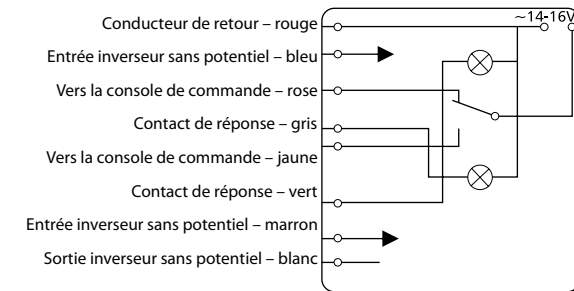 Conducteur de retour – rouge
~14-16V
Entrée inverseur sans potentiel – bleu
Vers la console de commande – rose
Contact de réponse – gris
Vers la console de commande – jaune
Contact de réponse – vert
Entrée inverseur sans potentiel – marron
Sortie inverseur sans potentiel – blanc